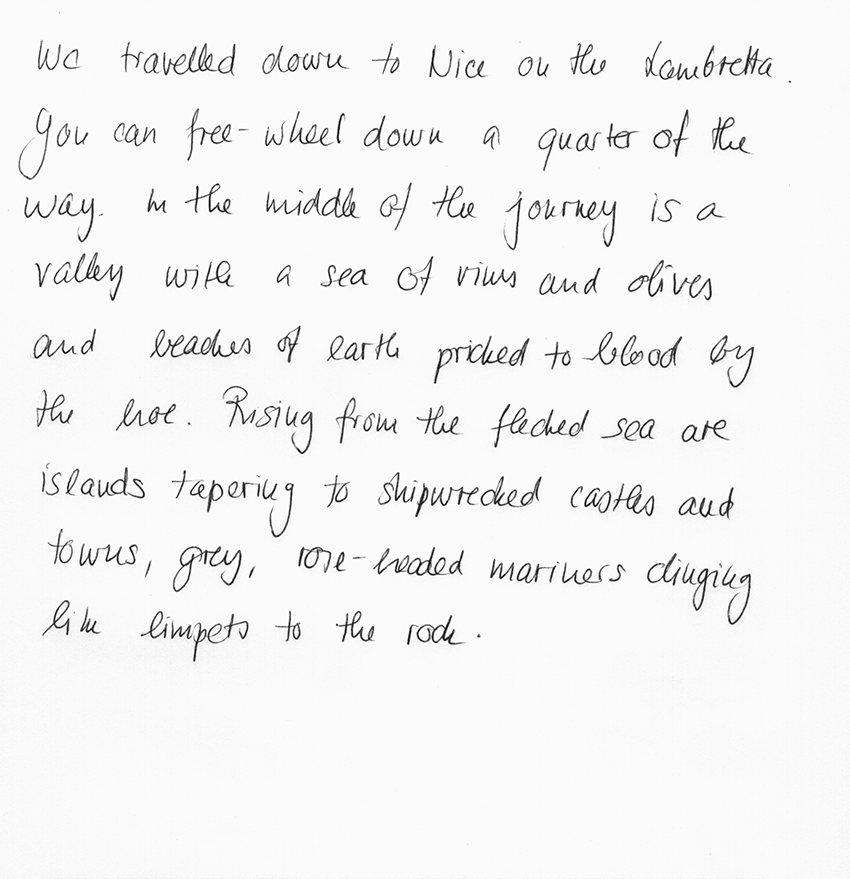 We travelled down to Nice on the Lambretta.
You can free-wheel down a quarter of the
way. In the middle of the journey is a
valley with a sea of vines and olives
and beaches of earth pricked to blood by
the hoe. Rising from the flecked sea are
islands tapering to shipwrecked castles and
towns, grey, rose-headed mariners clinging
like limpets to the rock.